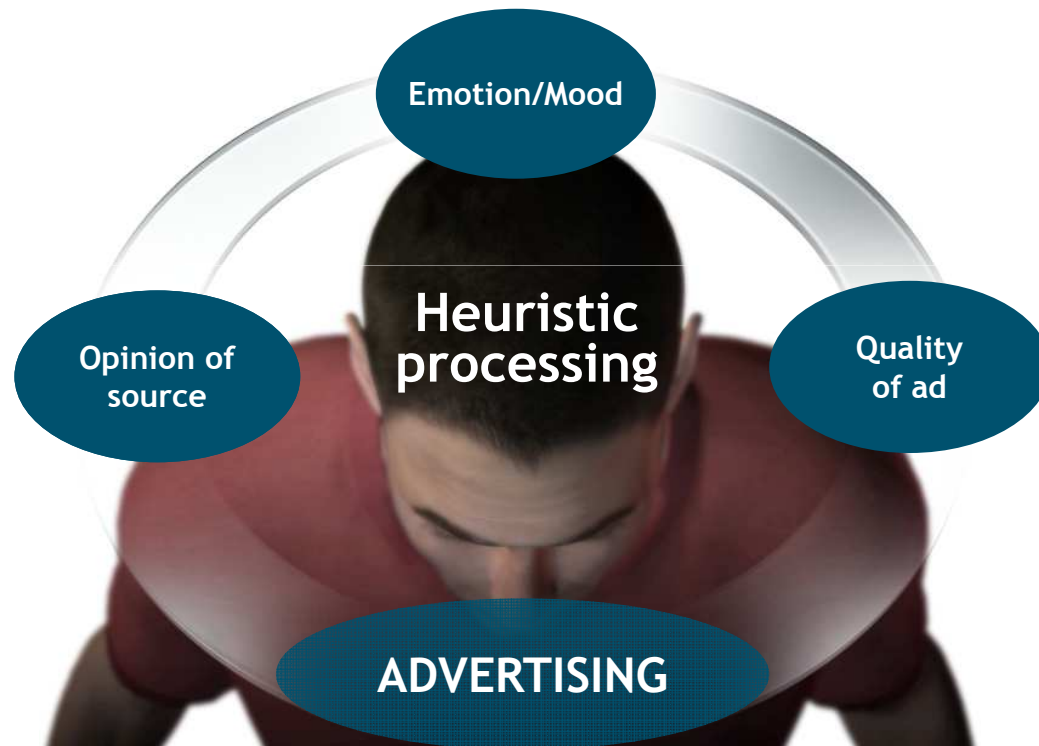 Emotion/Mood
Heuristic
processing
Opinion of
source
Quality
of ad
ADVERTISING